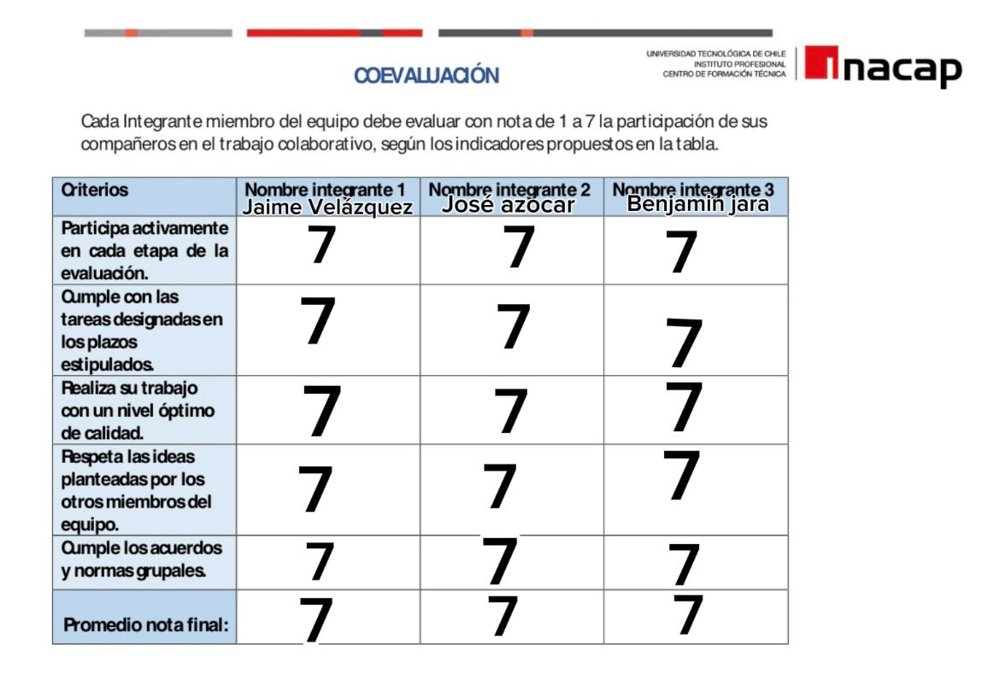 UNIVERSIDAD TECNOLÓGICA DE CHILE
INSTITUTO PROFESIONAL
CENTRO DE FORMACIÓN TÉCNICA
inacap
COEVALUACIÓN
Cada Integrante miembro del equipo debe evaluar con nota de 1 a 7 la participación de sus
compañeros en el trabajo colaborativo, según los indicadores propuestos en la tabla.
Criterios
Nombre integrante 1
Nombre integrante 2
Nombre integrante 3
Jaime Velázquez
José azócar
Benjamín jara
Participa activamente
en cada etapa de la
evaluación.
7
7
7
Cumple con las
tareas designadas en
los plazos
estipulados.
7
7
7
Realiza su trabajo
con un nivel óptimo
de calidad.
7
7
7
Respeta las ideas
planteadas por los
otros miembros del
equipo.
7
7
7
Cumple los acuerdos
y normas grupales.
7
7
7
Promedio nota final:
7
7
7